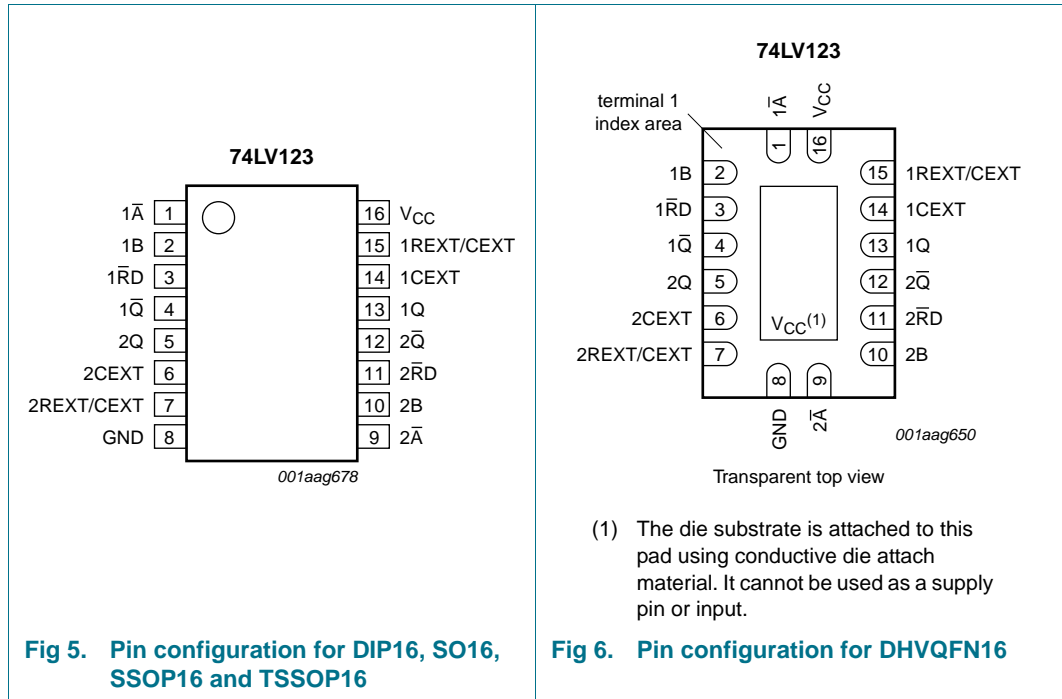 74LV123
1A̅ 1
1B 2
1R̅D 3
1Q̅ 4
2Q 5
2CEXT 6
2REXT/CEXT 7
GND 8
16 VCC
15 1REXT/CEXT
14 1CEXT
13 1Q
12 2Q̅
11 2R̅D
10 2B
9 2A̅
001aag678
Fig 5. Pin configuration for DIP16, SO16,
SSOP16 and TSSOP16
74LV123
terminal 1
index area
1A̅ 1
VCC 16
1B 2
1R̅D 3
1Q̅ 4
2Q 5
2CEXT 6
2REXT/CEXT 7
15 1REXT/CEXT
14 1CEXT
13 1Q
12 2Q̅
11 2R̅D
10 2B
VCC(1)
8 GND
9 2A̅
001aag650
Transparent top view
(1) The die substrate is attached to this
pad using conductive die attach
material. It cannot be used as a supply
pin or input.
Fig 6. Pin configuration for DHVQFN16